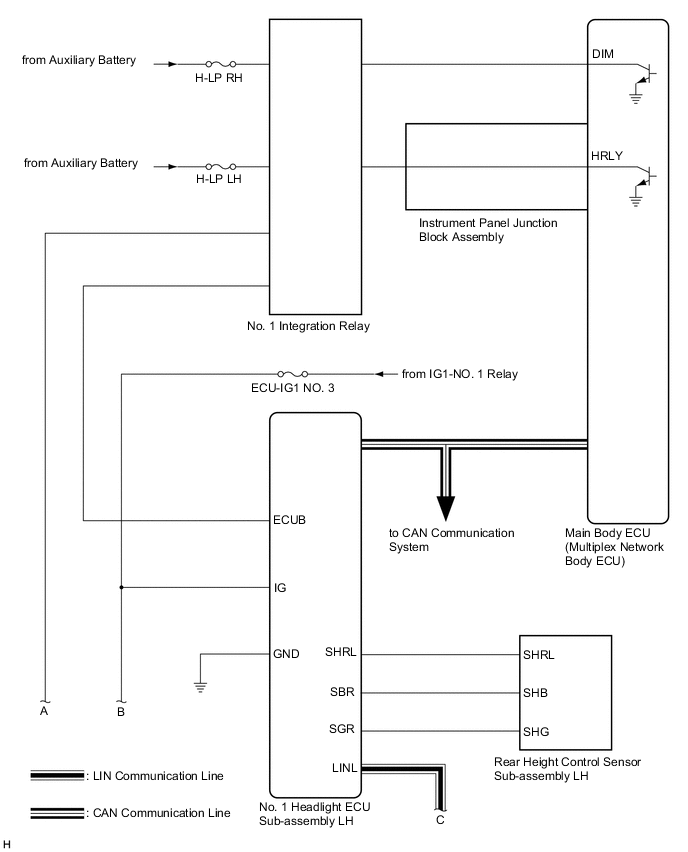 from Auxiliary Battery
H-LP RH
DIM
from Auxiliary Battery
H-LP LH
HRLY
Instrument Panel Junction
Block Assembly
No. 1 Integration Relay
from IG1-NO. 1 Relay
ECU-IG1 NO. 3
ECUB
to CAN Communication
System
Main Body ECU
(Multiplex Network
Body ECU)
IG
GND
SHRL
SHRL
SBR
SHB
SGR
SHG
A
B
LINL
Rear Height Control Sensor
Sub-assembly LH
: LIN Communication Line
: CAN Communication Line
No. 1 Headlight ECU
Sub-assembly LH
C
H